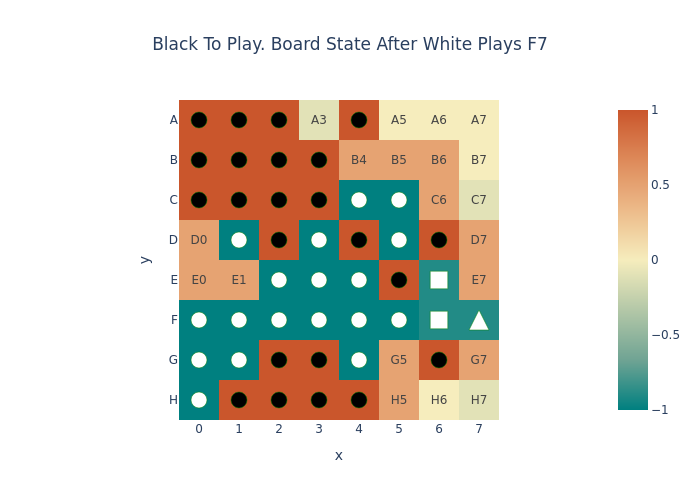 Black To Play. Board State After White Plays F7
A A3 A5 A6 A7 1
B B4 B5 B6 B7
C C6 C7 0.5
D D0 D7
E E0 E1 E7 0
y
F −0.5
G G5 G7
H H5 H6 H7 −1
0 1 2 3 4 5 6 7
x